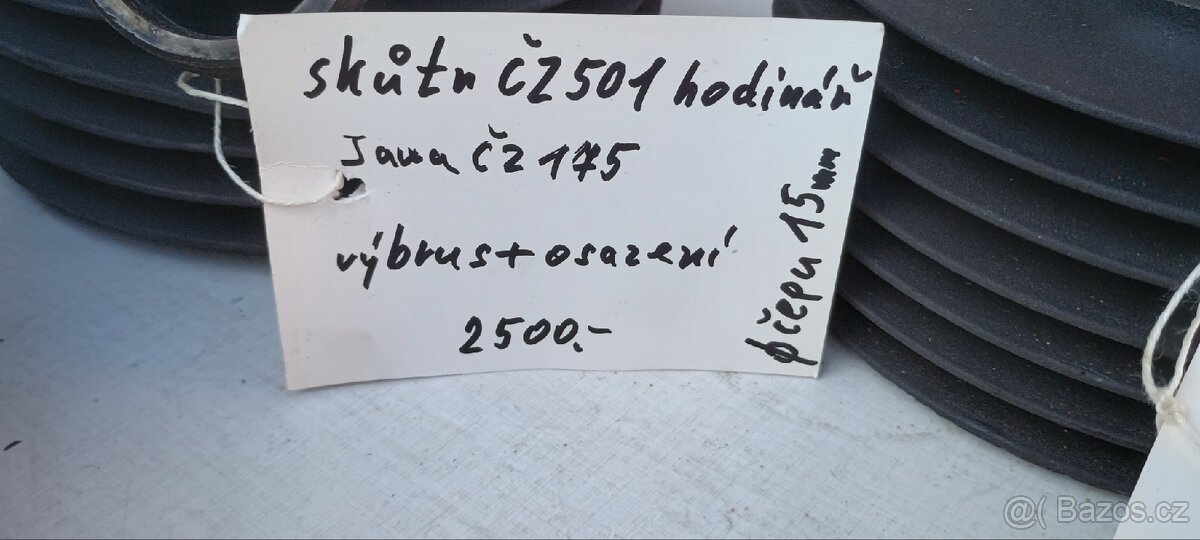 skůtr ČZ501 hodinář
Jawa ČZ 175
výbrus + osazení
2500,-
φ čepu 15mm
@( Bazos.cz